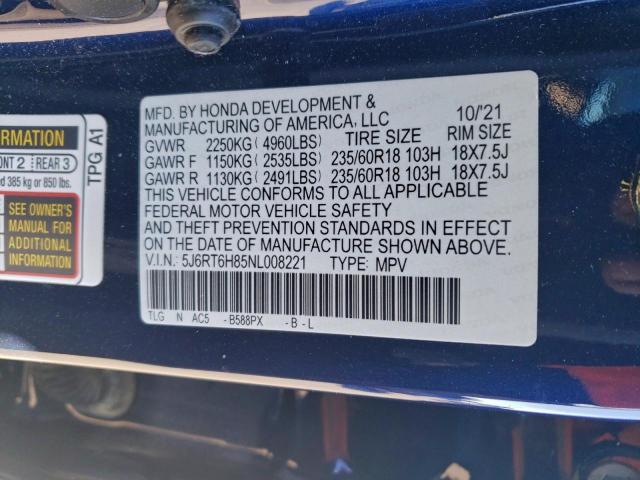 ORMATION
ONT 2 | REAR 3
ed 385 kg or 850 lbs.
SEE OWNER'S
MANUAL FOR
ADDITIONAL
INFORMATION
TPG A1
MFD. BY HONDA DEVELOPMENT &
MANUFACTURING OF AMERICA, LLC 10/'21
GVWR 2250KG (4960LBS) TIRE SIZE RIM SIZE
GAWR F 1150KG (2535LBS) 235/60R18 103H 18X7.5J
GAWR R 1130KG (2491LBS) 235/60R18 103H 18X7.5J
THIS VEHICLE CONFORMS TO ALL APPLICABLE
FEDERAL MOTOR VEHICLE SAFETY
AND THEFT PREVENTION STANDARDS IN EFFECT
ON THE DATE OF MANUFACTURE SHOWN ABOVE.
V.I.N.: 5J6RT6H85NL008221 TYPE: MPV
TLG N AC5 -B588PX -B-L